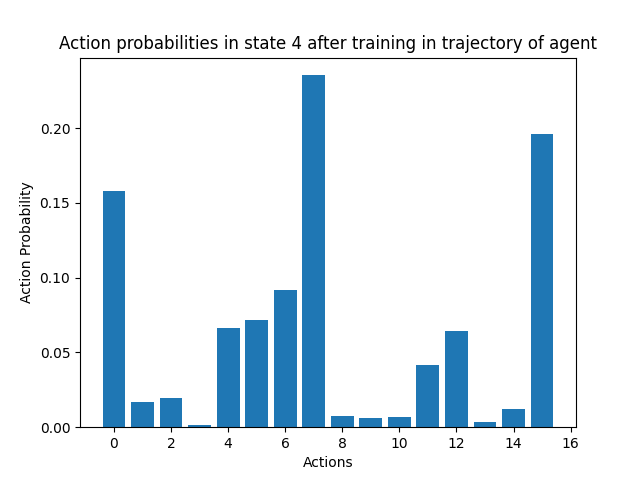 Action probabilities in state 4 after training in trajectory of agent
0.20
0.15
0.10
0.05
0.00
Action Probability
0 2 4 6 8 10 12 14 16
Actions